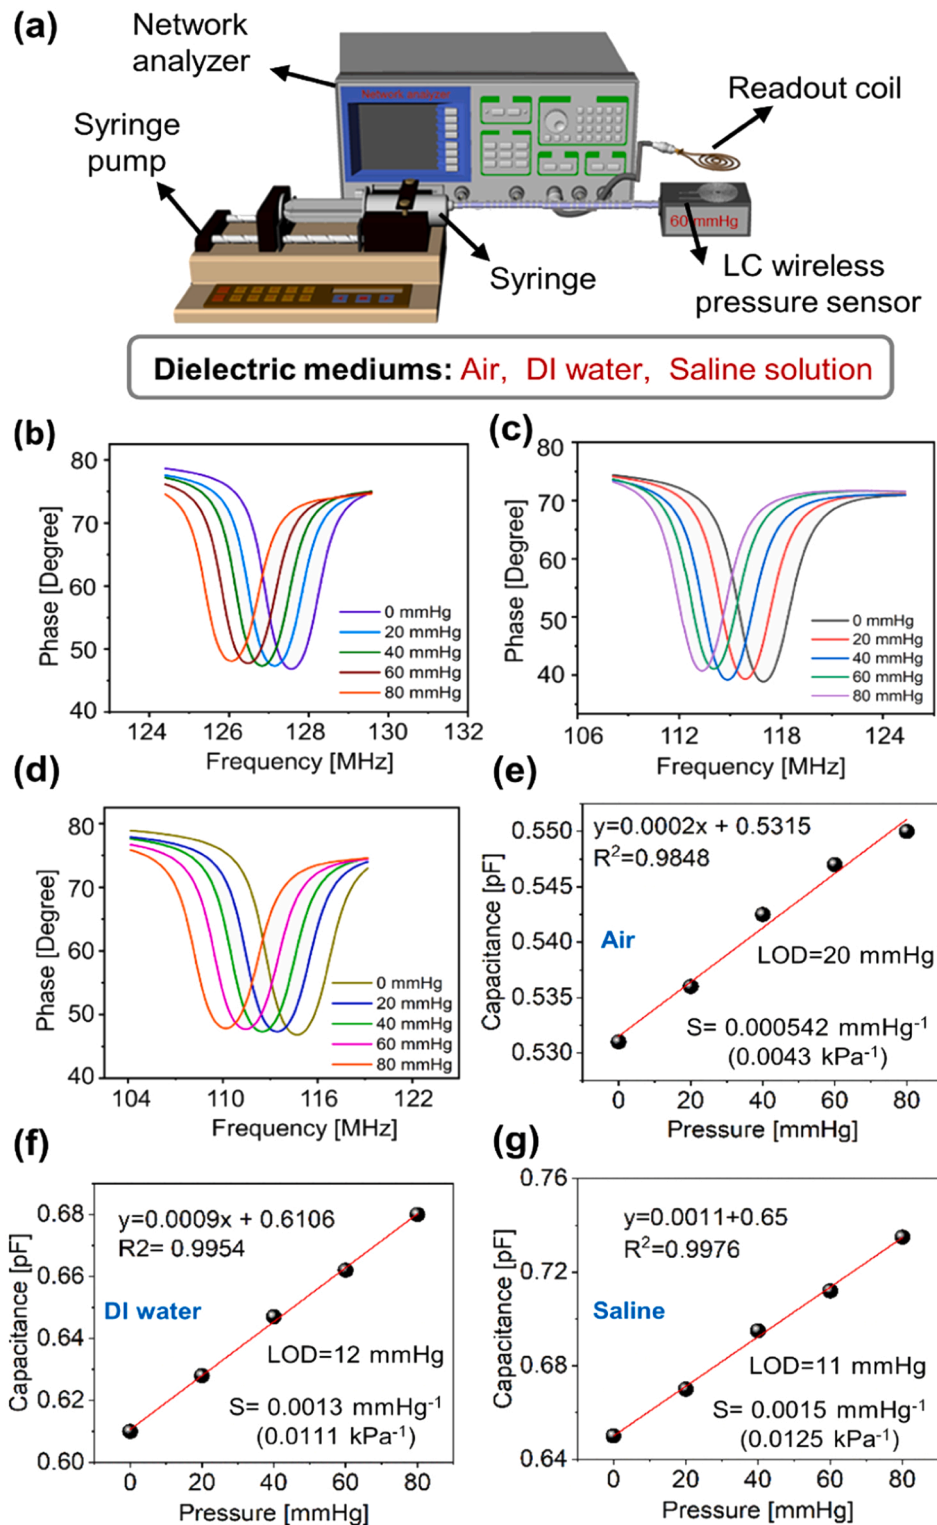 (a)
Network
analyzer
Syringe
pump
Network analyzer
Readout coil
60 mmHg
Syringe
LC wireless
pressure sensor
Dielectric mediums: Air, DI water, Saline solution
(b)
80
70
60
50
40
Phase [Degree]
0 mmHg
20 mmHg
40 mmHg
60 mmHg
80 mmHg
124 126 128 130 132
Frequency [MHz]
(c)
80
70
60
50
40
Phase [Degree]
0 mmHg
20 mmHg
40 mmHg
60 mmHg
80 mmHg
106 112 118 124
Frequency [MHz]
(d)
80
70
60
50
40
Phase [Degree]
0 mmHg
20 mmHg
40 mmHg
60 mmHg
80 mmHg
104 110 116 122
Frequency [MHz]
(e)
0.550
0.545
0.540
0.535
0.530
Capacitance [pF]
y=0.0002x + 0.5315
R²=0.9848
Air
LOD=20 mmHg
S= 0.000542 mmHg⁻¹
(0.0043 kPa⁻¹)
0 20 40 60 80
Pressure [mmHg]
(f)
0.68
0.66
0.64
0.62
0.60
Capacitance [pF]
y=0.0009x + 0.6106
R2= 0.9954
DI water
LOD=12 mmHg
S= 0.0013 mmHg⁻¹
(0.0111 kPa⁻¹)
0 20 40 60 80
Pressure [mmHg]
(g)
0.76
0.72
0.68
0.64
Capacitance [pF]
y=0.0011+0.65
R²=0.9976
Saline
LOD=11 mmHg
S= 0.0015 mmHg⁻¹
(0.0125 kPa⁻¹)
0 20 40 60 80
Pressure [mmHg]